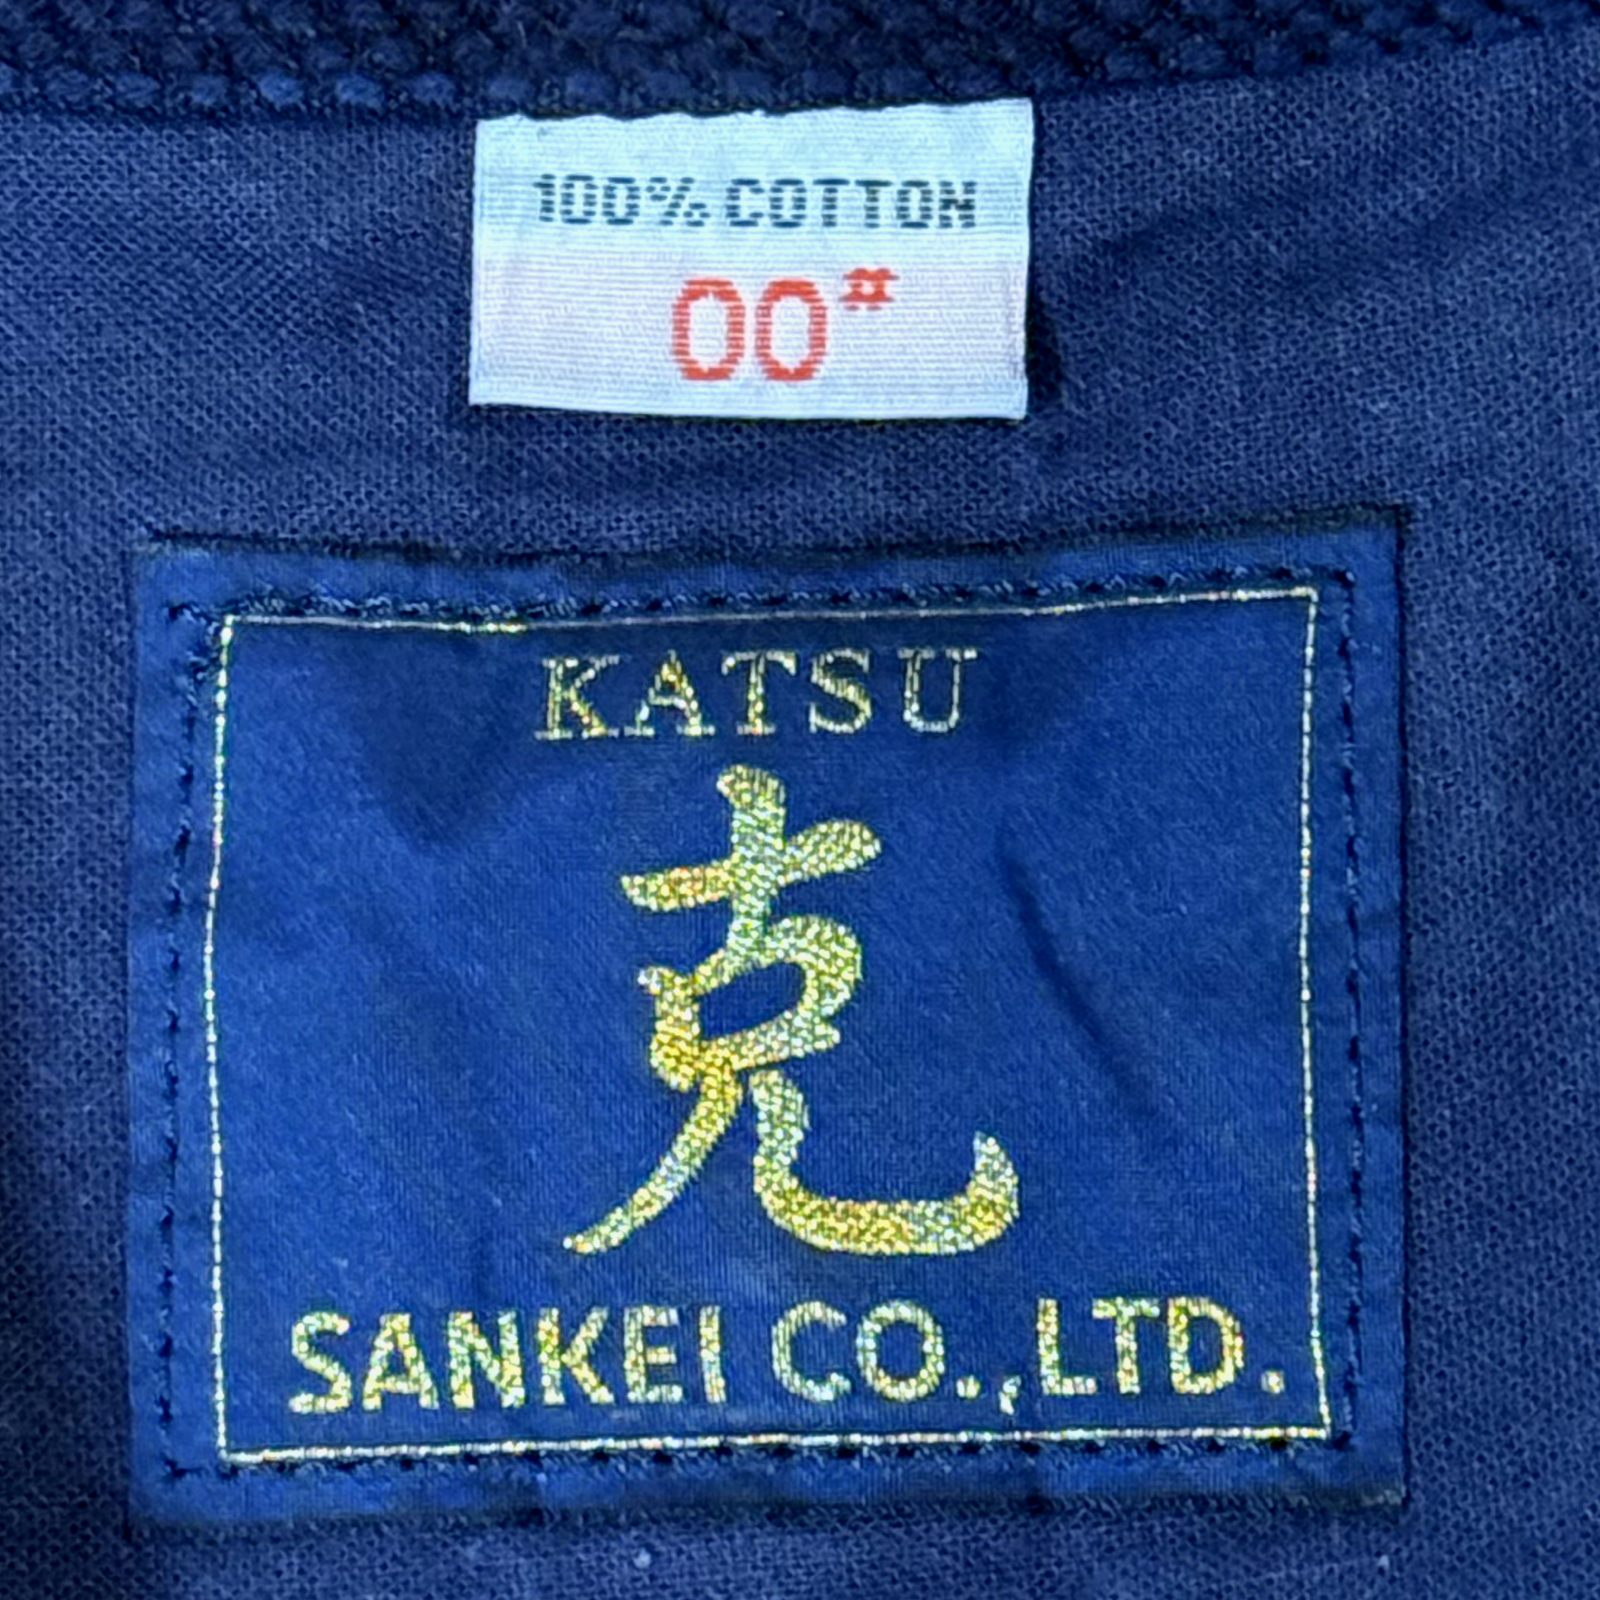 100% COTTON
00#
KATSU
克
SANKEI CO.,LTD.